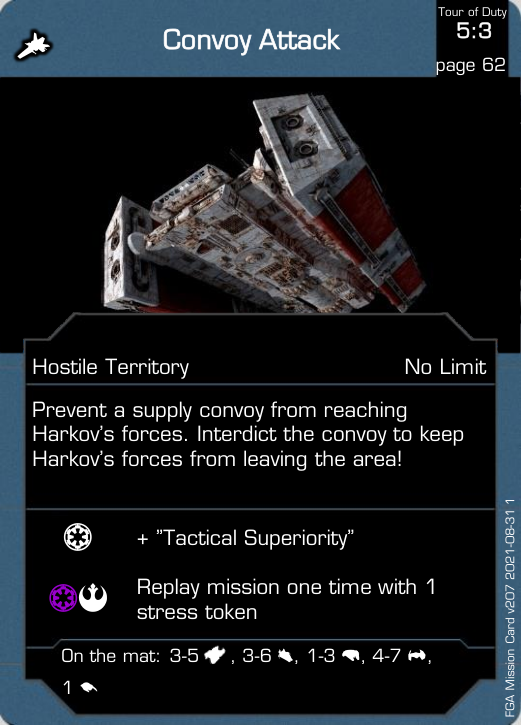 Convoy Attack
Tour of Duty
5:3
page 62
Hostile Territory
No Limit
Prevent a supply convoy from reaching
Harkov's forces. Interdict the convoy to keep
Harkov's forces from leaving the area!
+ "Tactical Superiority"
Replay mission one time with 1
stress token
On the mat: 3-5 , 3-6 , 1-3 , 4-7 ,
1
FGA Mission Card v207 2021-08-31 1